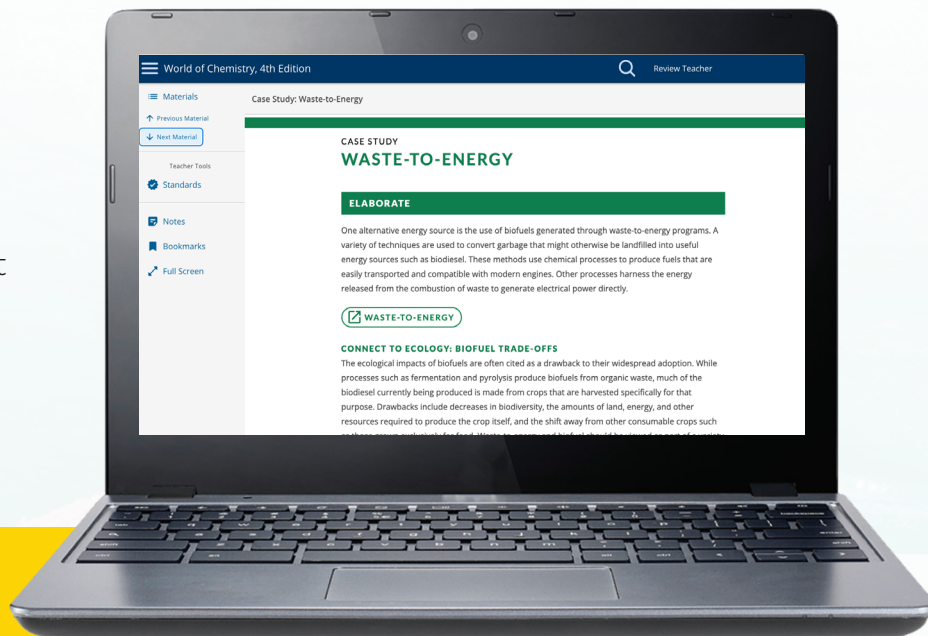 World of Chemistry, 4th Edition
Review Teacher
Materials
Previous Material
Next Material
Teacher Tools
Standards
Notes
Bookmarks
Full Screen
Case Study: Waste-to-Energy
CASE STUDY
WASTE-TO-ENERGY
ELABORATE
One alternative energy source is the use of biofuels generated through waste-to-energy programs. A
variety of techniques are used to convert garbage that might otherwise be landfilled into useful
energy sources such as biodiesel. These methods use chemical processes to produce fuels that are
easily transported and compatible with modern engines. Other processes harness the energy
released from the combustion of waste to generate electrical power directly.
WASTE-TO-ENERGY
CONNECT TO ECOLOGY: BIOFUEL TRADE-OFFS
The ecological impacts of biofuels are often cited as a drawback to their widespread adoption. While
processes such as fermentation and pyrolysis produce biofuels from organic waste, much of the
biodiesel currently being produced is made from crops that are harvested specifically for that
purpose. Drawbacks include decreases in biodiversity, the amounts of land, energy, and other
resources required to produce the crop itself, and the shift away from other consumable crops such
t